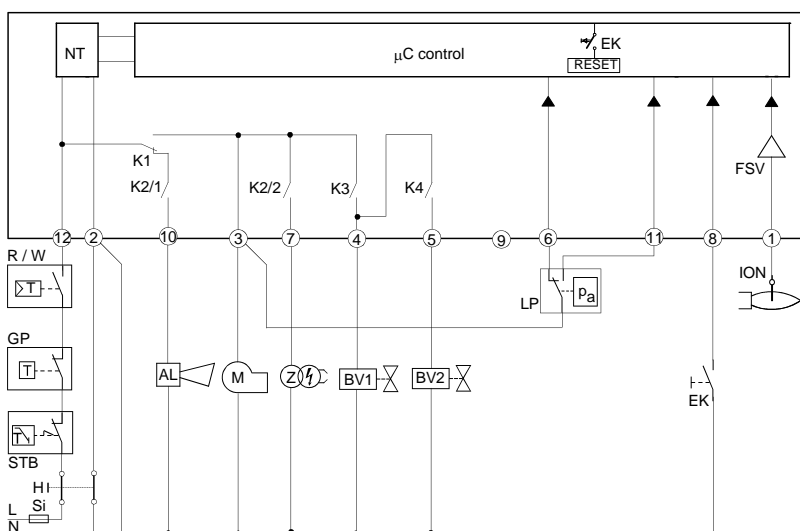 NT
EK
µC control
RESET
K1
FSV
K2/1
K2/2
K3
K4
12
2
10
3
7
4
5
9
6
11
8
1
R / W
T
ION
LP
pa
GP
T
AL
M
Z
BV1
BV2
EK
T
STB
H
Si
L
N